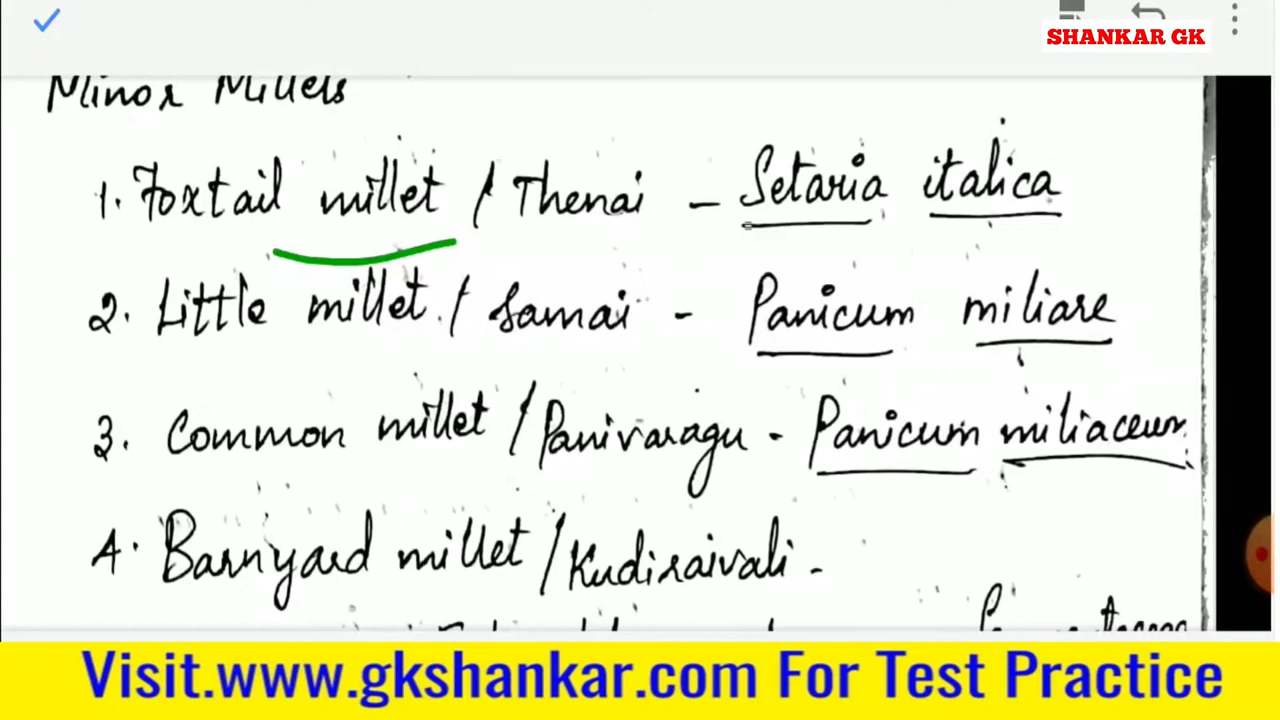 SHANKAR GK
Minor Millets
1. Foxtail millet / Thenai - Setaria italica
2. Little millet / Samai - Panicum miliare
3. Common millet / Panivaragu - Panicum miliaceum
4. Barnyard millet / Kudiraivali -
Visit.www.gkshankar.com For Test Practice